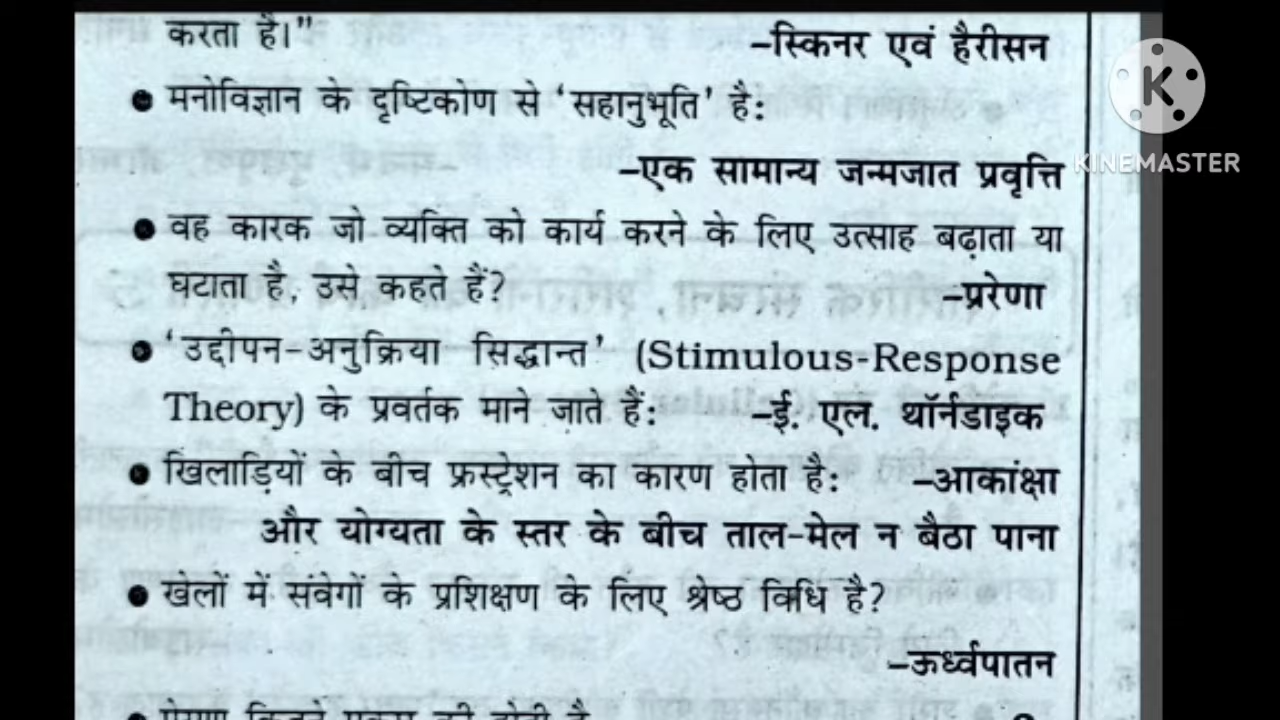 करता है।"
–स्किनर एवं हैरीसन
● मनोविज्ञान के दृष्टिकोण से 'सहानुभूति' है:
–एक सामान्य जन्मजात प्रवृत्ति
● वह कारक जो व्यक्ति को कार्य करने के लिए उत्साह बढ़ाता या
घटाता है, उसे कहते हैं? –प्ररेणा
● 'उद्दीपन-अनुक्रिया सिद्धान्त' (Stimulous-Response
Theory) के प्रवर्तक माने जाते हैं: –ई. एल. थॉर्नडाइक
● खिलाड़ियों के बीच फ्रस्ट्रेशन का कारण होता है: –आकांक्षा
और योग्यता के स्तर के बीच ताल-मेल न बैठा पाना
● खेलों में संवेगों के प्रशिक्षण के लिए श्रेष्ठ विधि है?
–ऊर्ध्वपातन
K
KINEMASTER